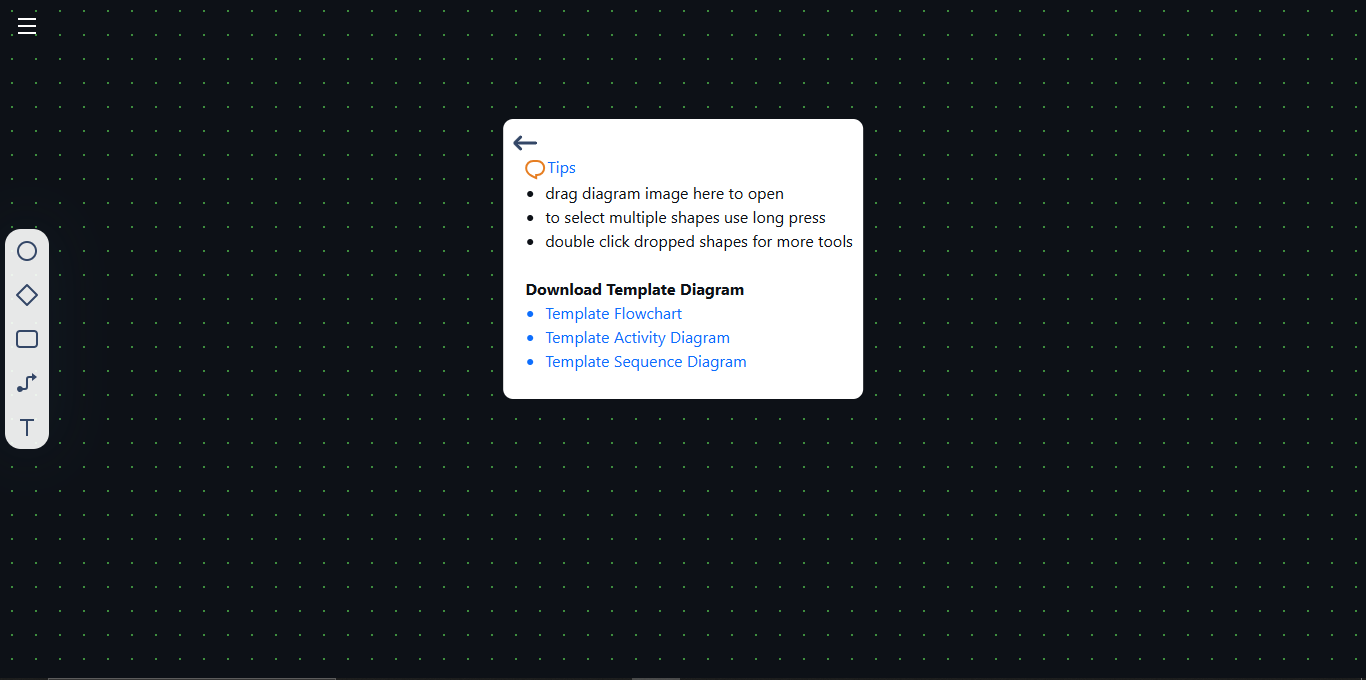 Tips
drag diagram image here to open
to select multiple shapes use long press
double click dropped shapes for more tools
Download Template Diagram
Template Flowchart
Template Activity Diagram
Template Sequence Diagram
T